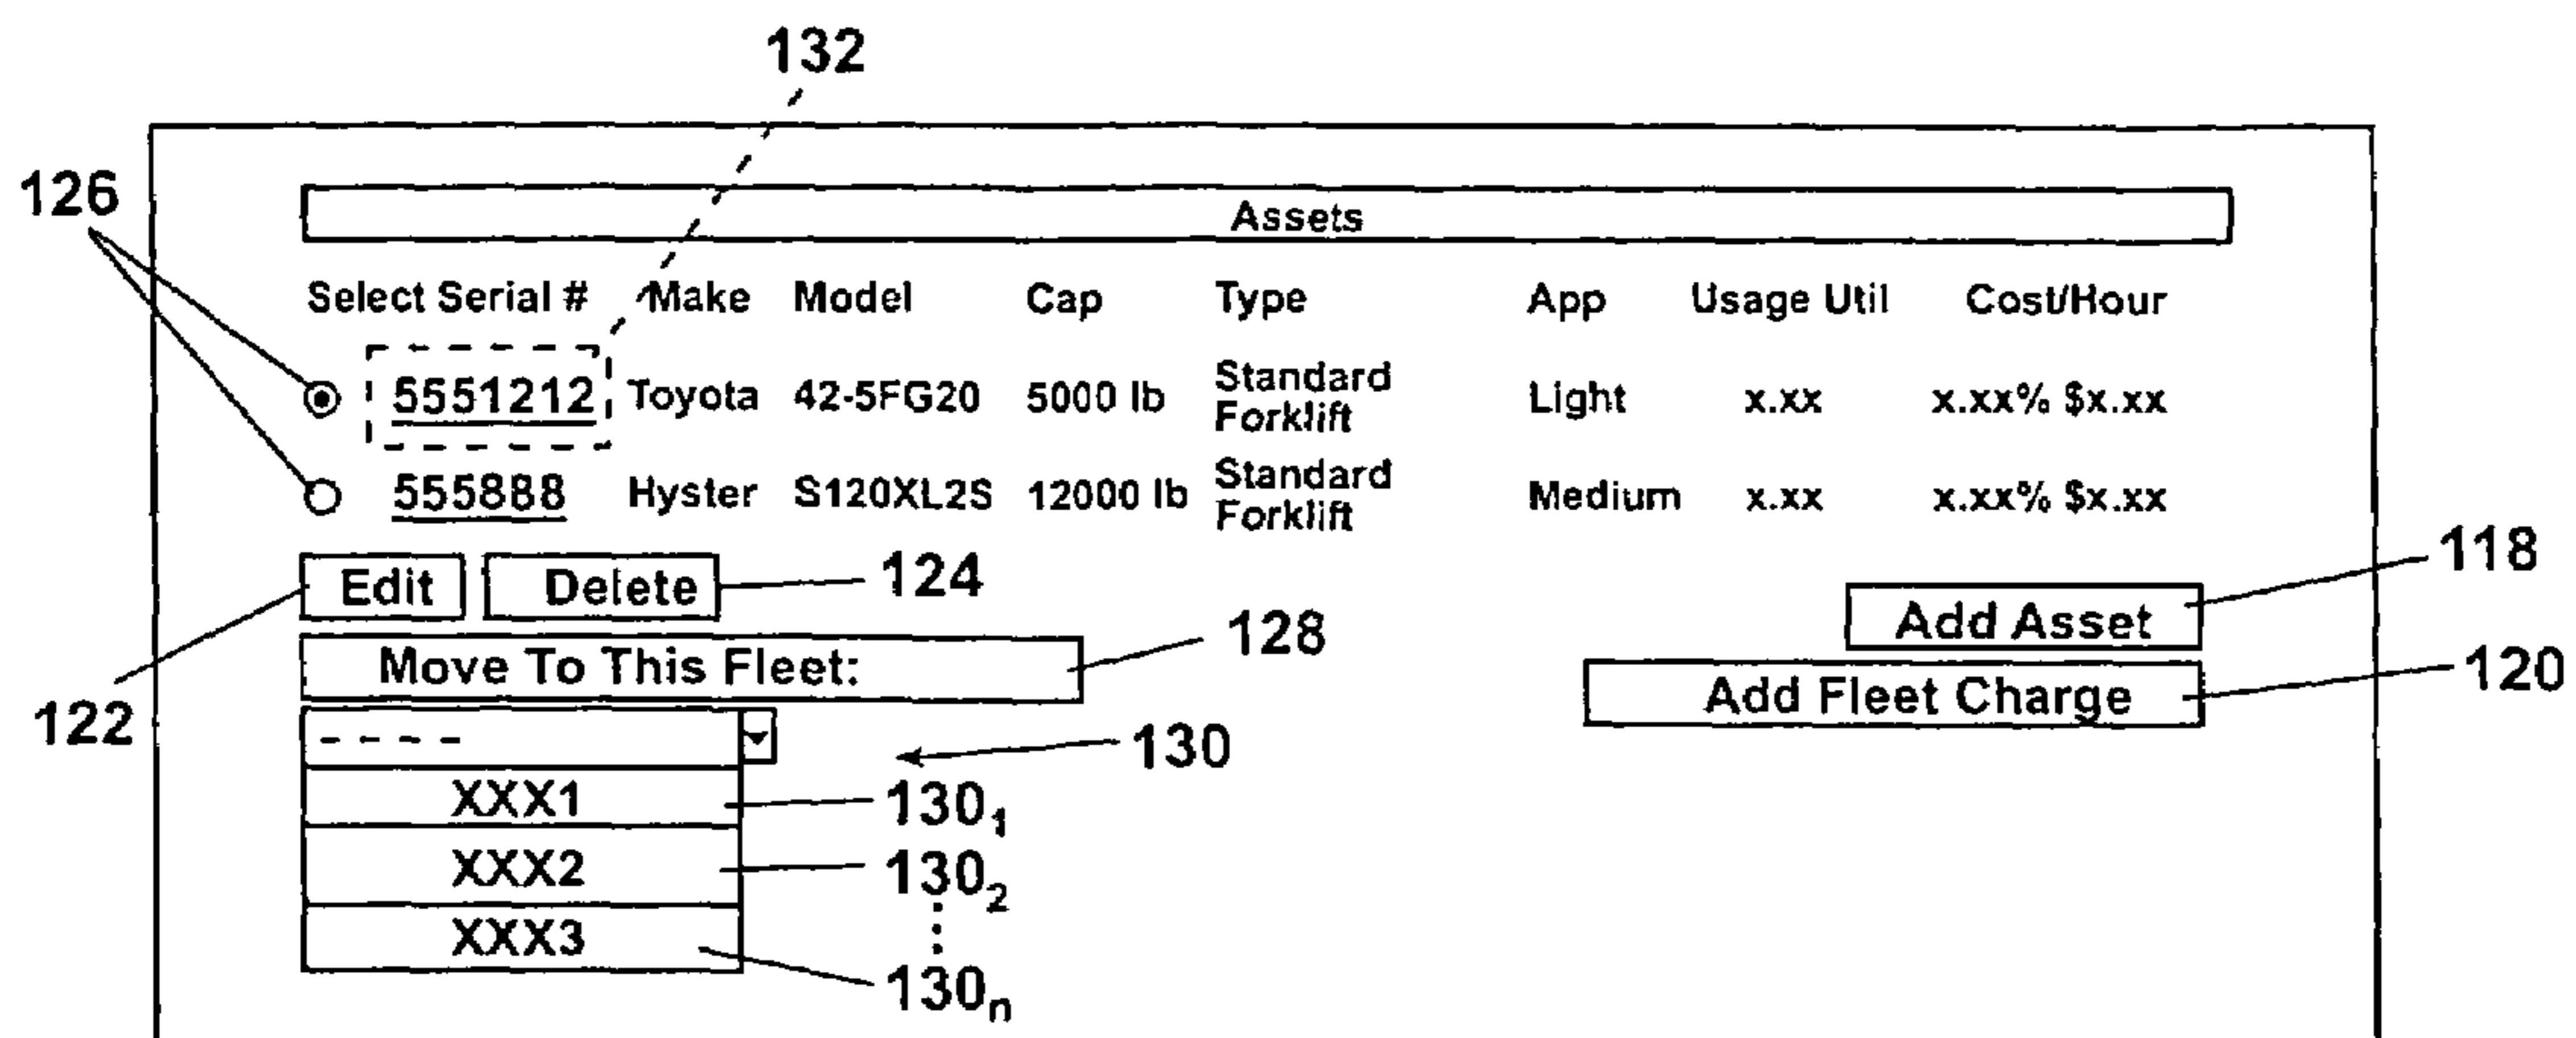 132
126
Assets
Select Serial # Make Model Cap Type App Usage Util Cost/Hour
5551212 Toyota 42-5FG20 5000 lb Standard Forklift Light x.xx x.xx% $x.xx
555888 Hyster S120XL2S 12000 lb Standard Forklift Medium x.xx x.xx% $x.xx
Edit Delete 124 118
Add Asset
Move To This Fleet: 128
Add Fleet Charge 120
122
- - - - 130
XXX1 130₁
XXX2 130₂
XXX3 130ₙ